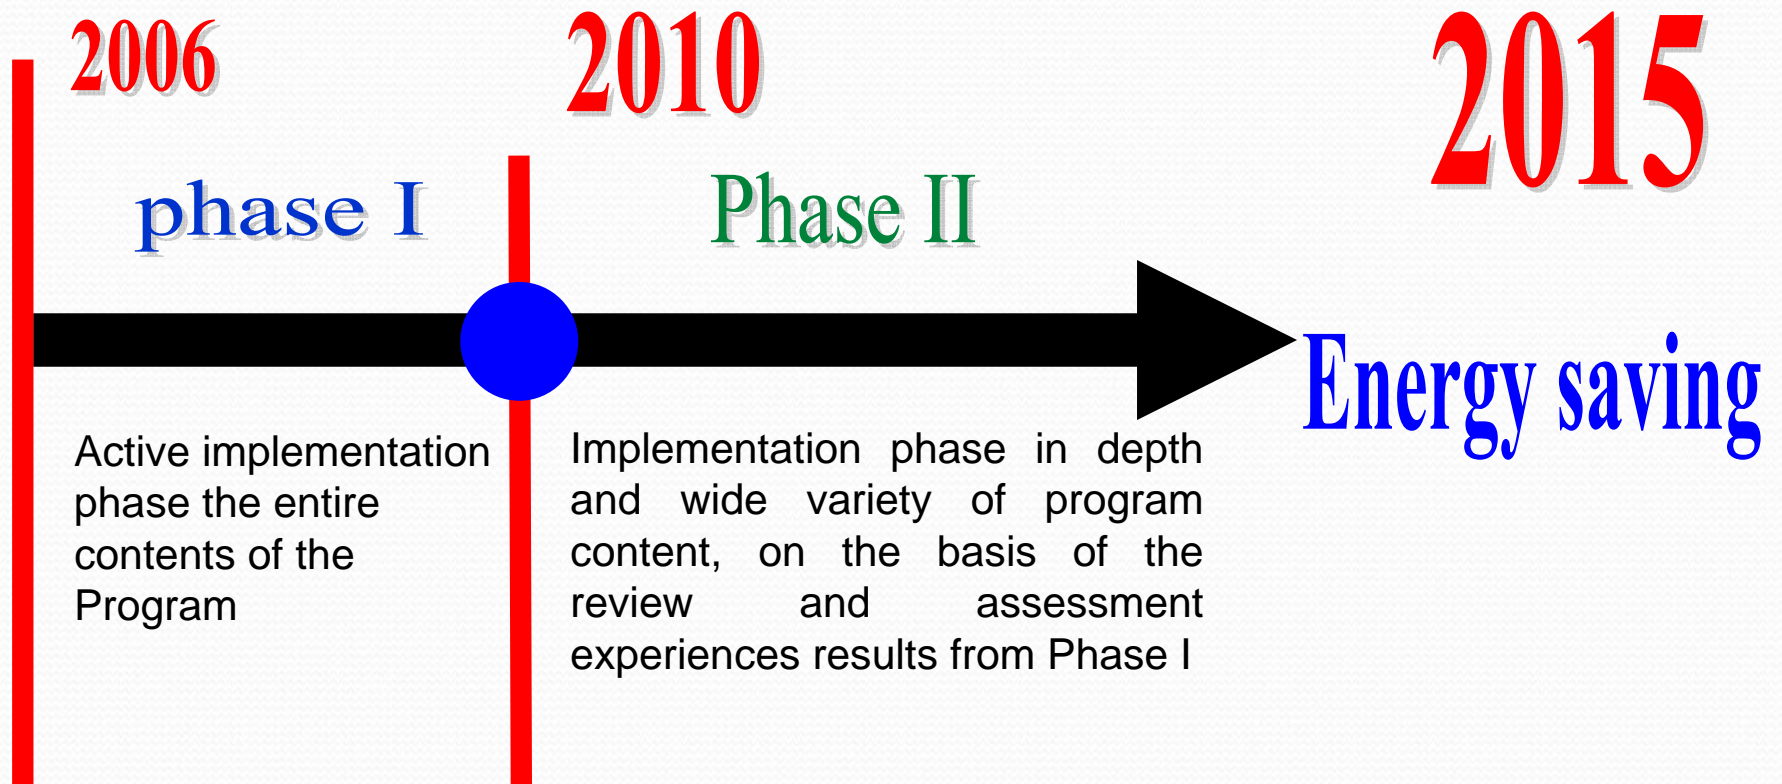 2006
2010
2015
phase I
Phase II
Energy saving
Active implementation
phase the entire
contents of the
Program
Implementation phase in depth
and wide variety of program
content, on the basis of the
review and assessment
experiences results from Phase I